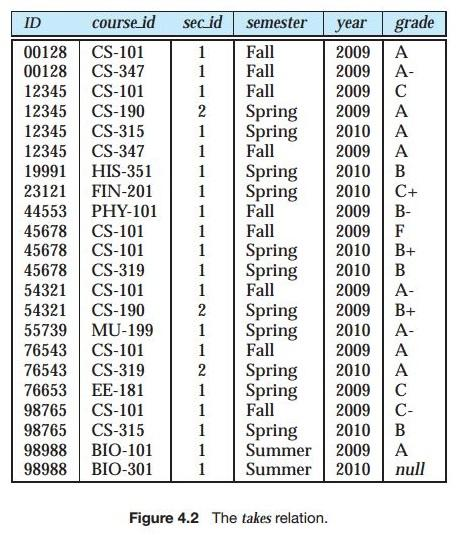 ID course_id sec_id semester year grade
00128 CS-101 1 Fall 2009 A
00128 CS-347 1 Fall 2009 A-
12345 CS-101 1 Fall 2009 C
12345 CS-190 2 Spring 2009 A
12345 CS-315 1 Spring 2010 A
12345 CS-347 1 Fall 2009 A
19991 HIS-351 1 Spring 2010 B
23121 FIN-201 1 Spring 2010 C+
44553 PHY-101 1 Fall 2009 B-
45678 CS-101 1 Fall 2009 F
45678 CS-101 1 Spring 2010 B+
45678 CS-319 1 Spring 2010 B
54321 CS-101 1 Fall 2009 A-
54321 CS-190 2 Spring 2009 B+
55739 MU-199 1 Spring 2010 A-
76543 CS-101 1 Fall 2009 A
76543 CS-319 2 Spring 2010 A
76653 EE-181 1 Spring 2009 C
98765 CS-101 1 Fall 2009 C-
98765 CS-315 1 Spring 2010 B
98988 BIO-101 1 Summer 2009 A
98988 BIO-301 1 Summer 2010 null
Figure 4.2 The takes relation.